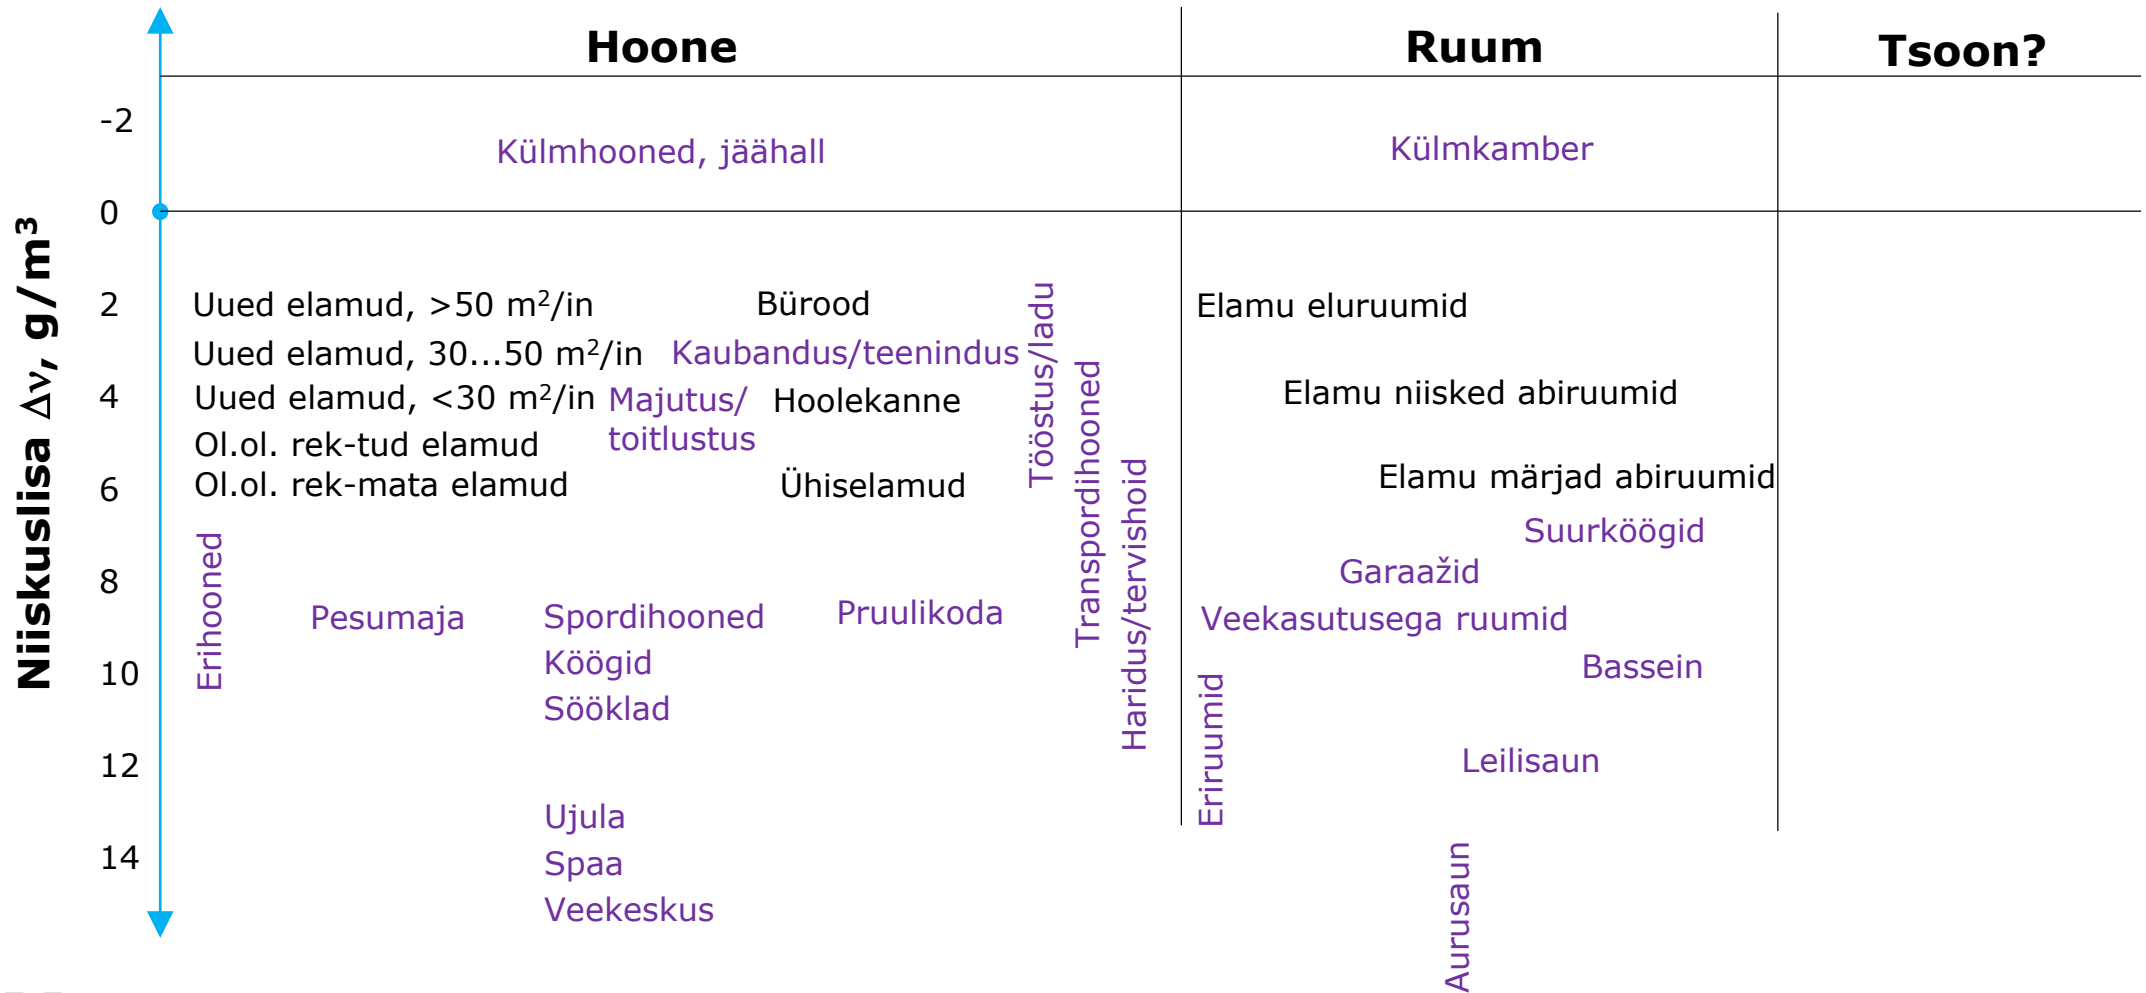 Hoone
Ruum
Tsoon?
Niiskuslisa Δν, g/m³
-2
0
2
4
6
8
10
12
14
Külmhooned, jäähall
Külmkamber
Uued elamud, >50 m²/in
Bürood
Uued elamud, 30...50 m²/in
Kaubandus/teenindus
Uued elamud, <30 m²/in
Majutus/
toitlustus
Hoolekanne
Ol.ol. rek-tud elamud
Ol.ol. rek-mata elamud
Ühiselamud
Tööstus/ladu
Transpordihooned
Haridus/tervishoid
Erihooned
Pesumaja
Spordihooned
Pruulikoda
Köögid
Sööklad
Ujula
Spaa
Veekeskus
Elamu eluruumid
Elamu niisked abiruumid
Elamu märjad abiruumid
Suurköögid
Garaažid
Veekasutusega ruumid
Bassein
Eriruumid
Leilisaun
Aurusaun